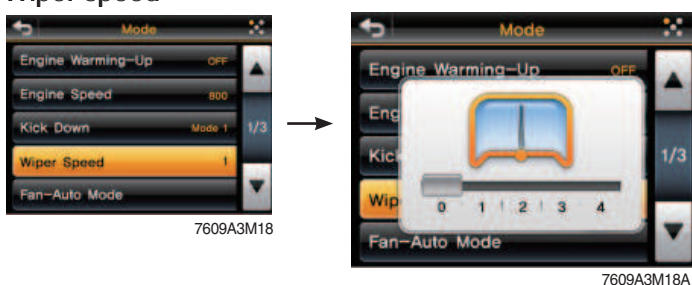 Wiper speed
Mode
Engine Warming-Up OFF
Engine Speed 800
Kick Down Mode 1
1/3
Wiper Speed 1
Fan-Auto Mode
7609A3M18
Mode
Engine Warming-Up OFF
Eng
Kick
1/3
Wip
0 1 2 3 4
Fan-Auto Mode
7609A3M18A